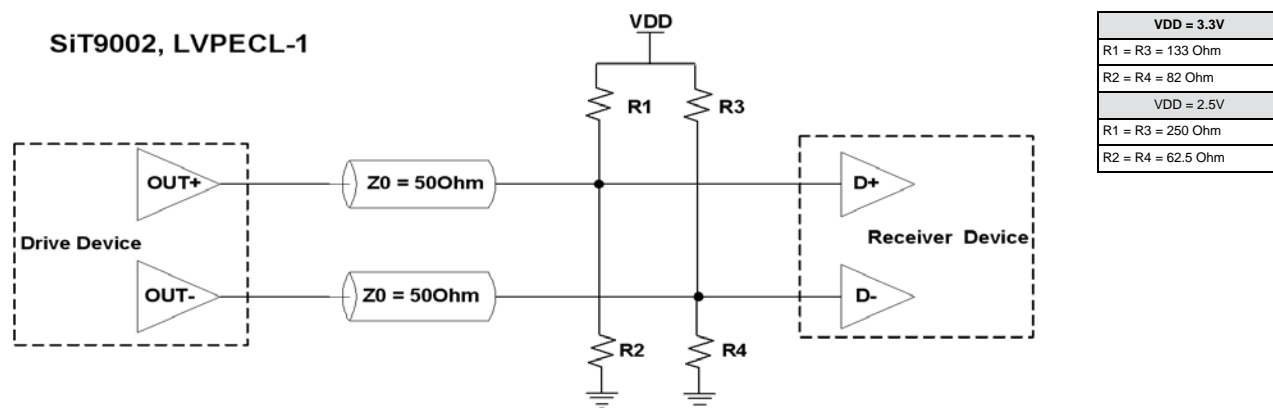 SiT9002, LVPECL-1
VDD
R1
R3
OUT+
Z0 = 50Ohm
D+
Drive Device
Receiver Device
OUT-
Z0 = 50Ohm
D-
R2
R4
VDD = 3.3V
R1 = R3 = 133 Ohm
R2 = R4 = 82 Ohm
VDD = 2.5V
R1 = R3 = 250 Ohm
R2 = R4 = 62.5 Ohm